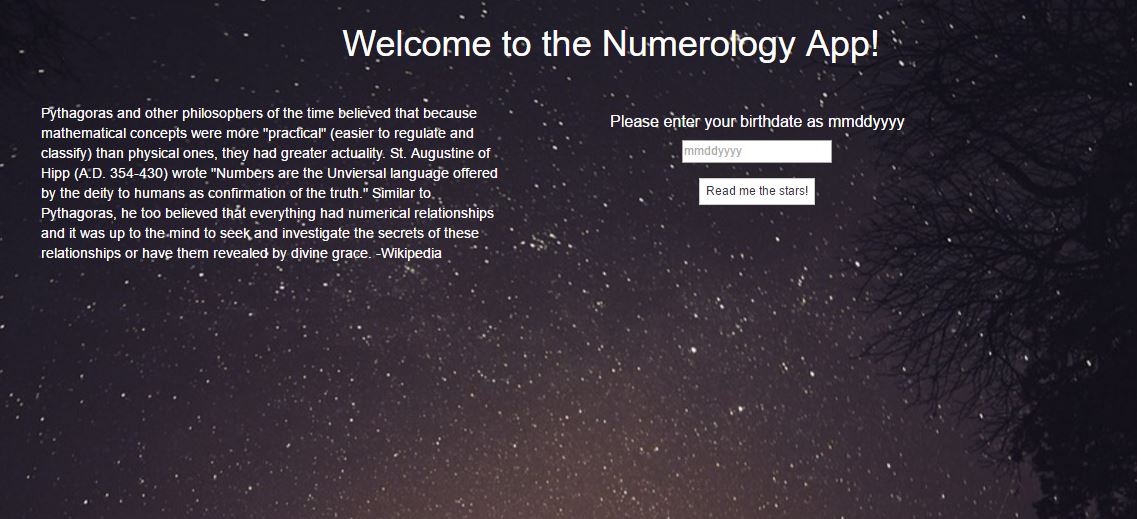 Welcome to the Numerology App!
Pythagoras and other philosophers of the time believed that because
mathematical concepts were more "practical" (easier to regulate and
classify) than physical ones, they had greater actuality. St. Augustine of
Hipp (A.D. 354-430) wrote "Numbers are the Unviersal language offered
by the deity to humans as confirmation of the truth." Similar to
Pythagoras, he too believed that everything had numerical relationships
and it was up to the mind to seek and investigate the secrets of these
relationships or have them revealed by divine grace. -Wikipedia
Please enter your birthdate as mmddyyyy
mmddyyyy
Read me the stars!